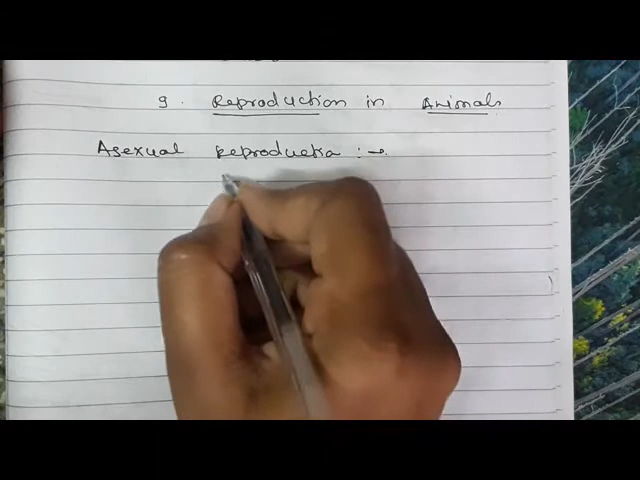 9. Reproduction in Animals
Asexual Reproduction :→